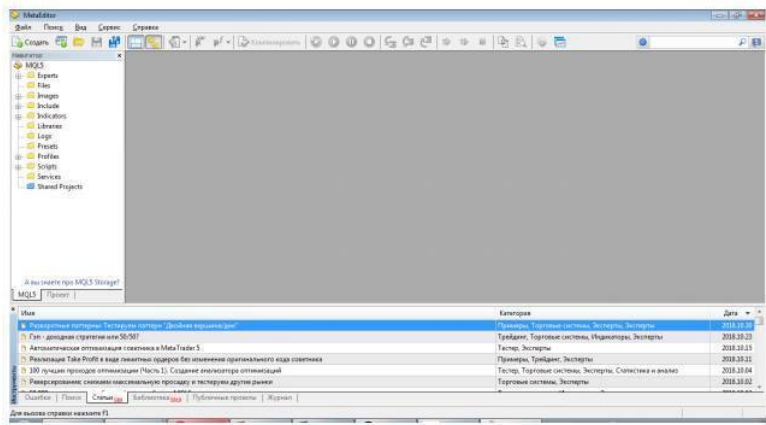 MetaEditor
Файл Поиск Вид Сервис Справка
Создать Компилировать
Навигатор
MQL5
Experts
Files
Images
Include
Indicators
Libraries
Logs
Presets
Profiles
Scripts
Services
Shared Projects
А вы знаете про MQL5 Storage?
MQL5 Проект
Имя Категория Дата
Разворотные паттерны: Тестируем паттерн "Двойная вершина/дно" Примеры, Торговые системы, Эксперты, Эксперты 2018.10.30
Гэп - доходная стратегия или 50/50? Трейдинг, Торговые системы, Индикаторы, Эксперты 2018.10.23
Автоматическая оптимизация советника в MetaTrader 5 Тестер, Эксперты 2018.10.15
Реализация Take Profit в виде лимитных ордеров без изменения оригинального кода советника Примеры, Трейдинг, Эксперты 2018.10.11
100 лучших проходов оптимизации (Часть 1). Создание анализатора оптимизаций Тестер, Торговые системы, Эксперты, Статистика и анализ 2018.10.04
Реверсирование: снижаем максимальную просадку и тестируем другие рынки Торговые системы, Эксперты 2018.10.02
Инструменты
Ошибки Поиск Статьи Библиотека Публичные проекты Журнал
Для вызова справки нажмите F1